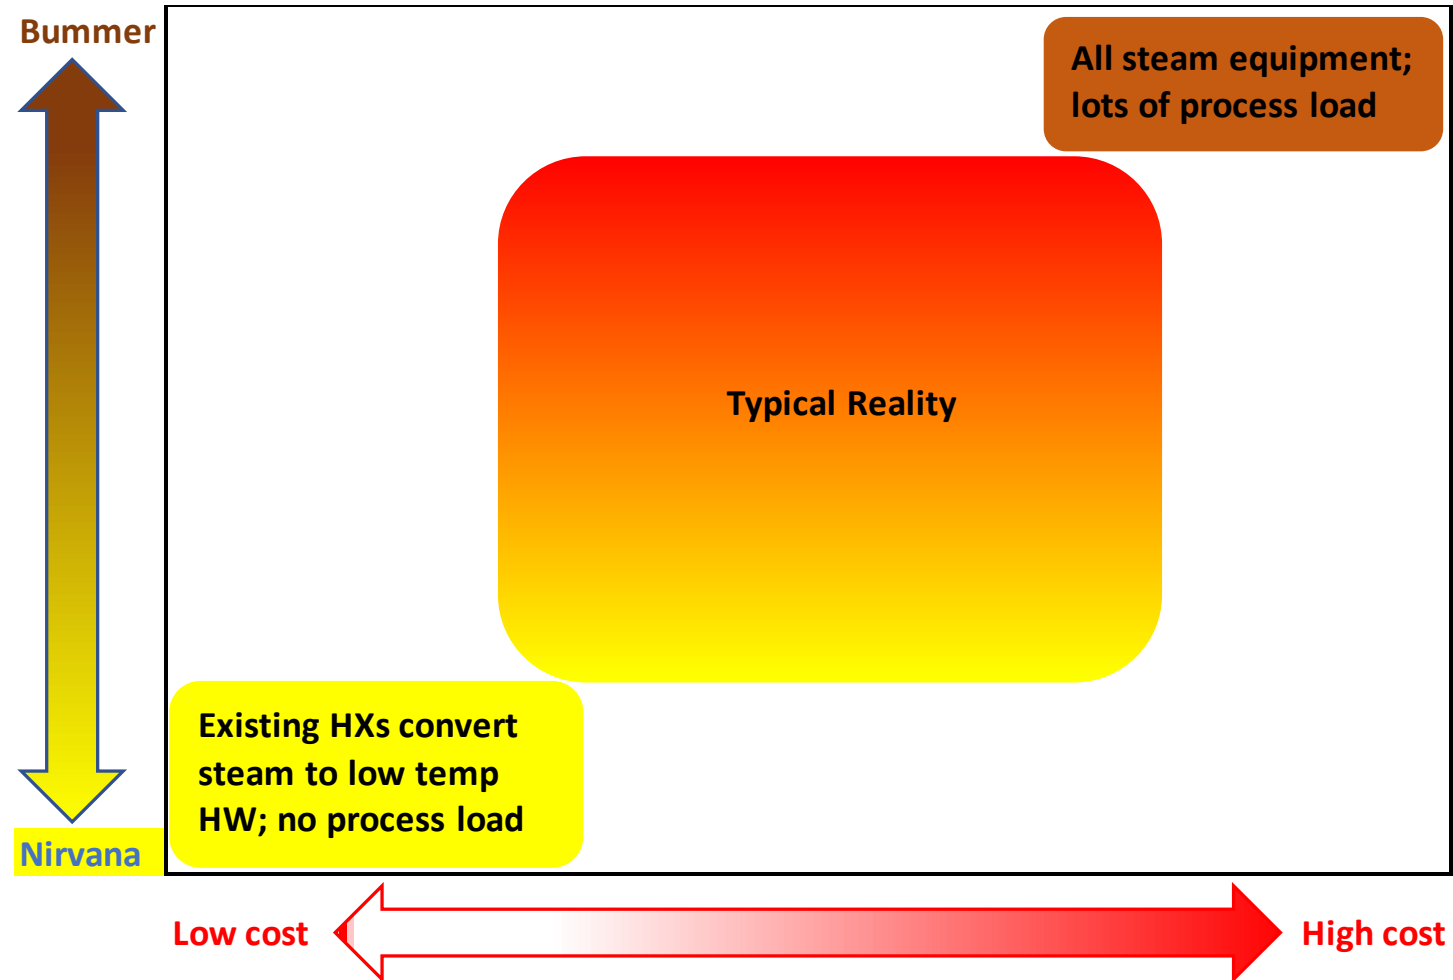 Bummer
All steam equipment;
lots of process load
Typical Reality
Existing HXs convert
steam to low temp
HW; no process load
Nirvana
Low cost
High cost